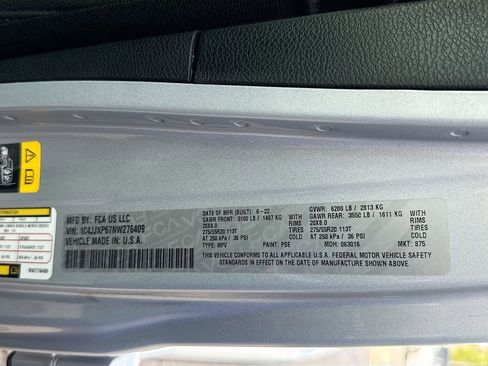 MFD BY: FCA US LLC
VIN: 1C4JJXP67NW276409
VEHICLE MADE IN: U.S.A.
DATE OF MFR (BUILT) 6-22
GAWR FRONT: 3100 LB / 1407 KG
WITH
RIMS 20X8.0
TIRES 275/55R20 113T
AT 250 kPa / 36 PSI
TYPE: MPV
PAINT: PSE
GVWR: 6200 LB / 2813 KG
GAWR REAR: 3550 LB / 1611 KG
WITH
RIMS 20X8.0
TIRES 275/55R20 113T
AT 250 kPa / 36 PSI
MDH: 063016
MKT: 875
THIS VEHICLE CONFORMS TO ALL APPLICABLE U.S.A. FEDERAL MOTOR VEHICLE SAFETY
STANDARDS IN EFFECT ON THE DATE OF MANUFACTURE SHOWN ABOVE
NW276409